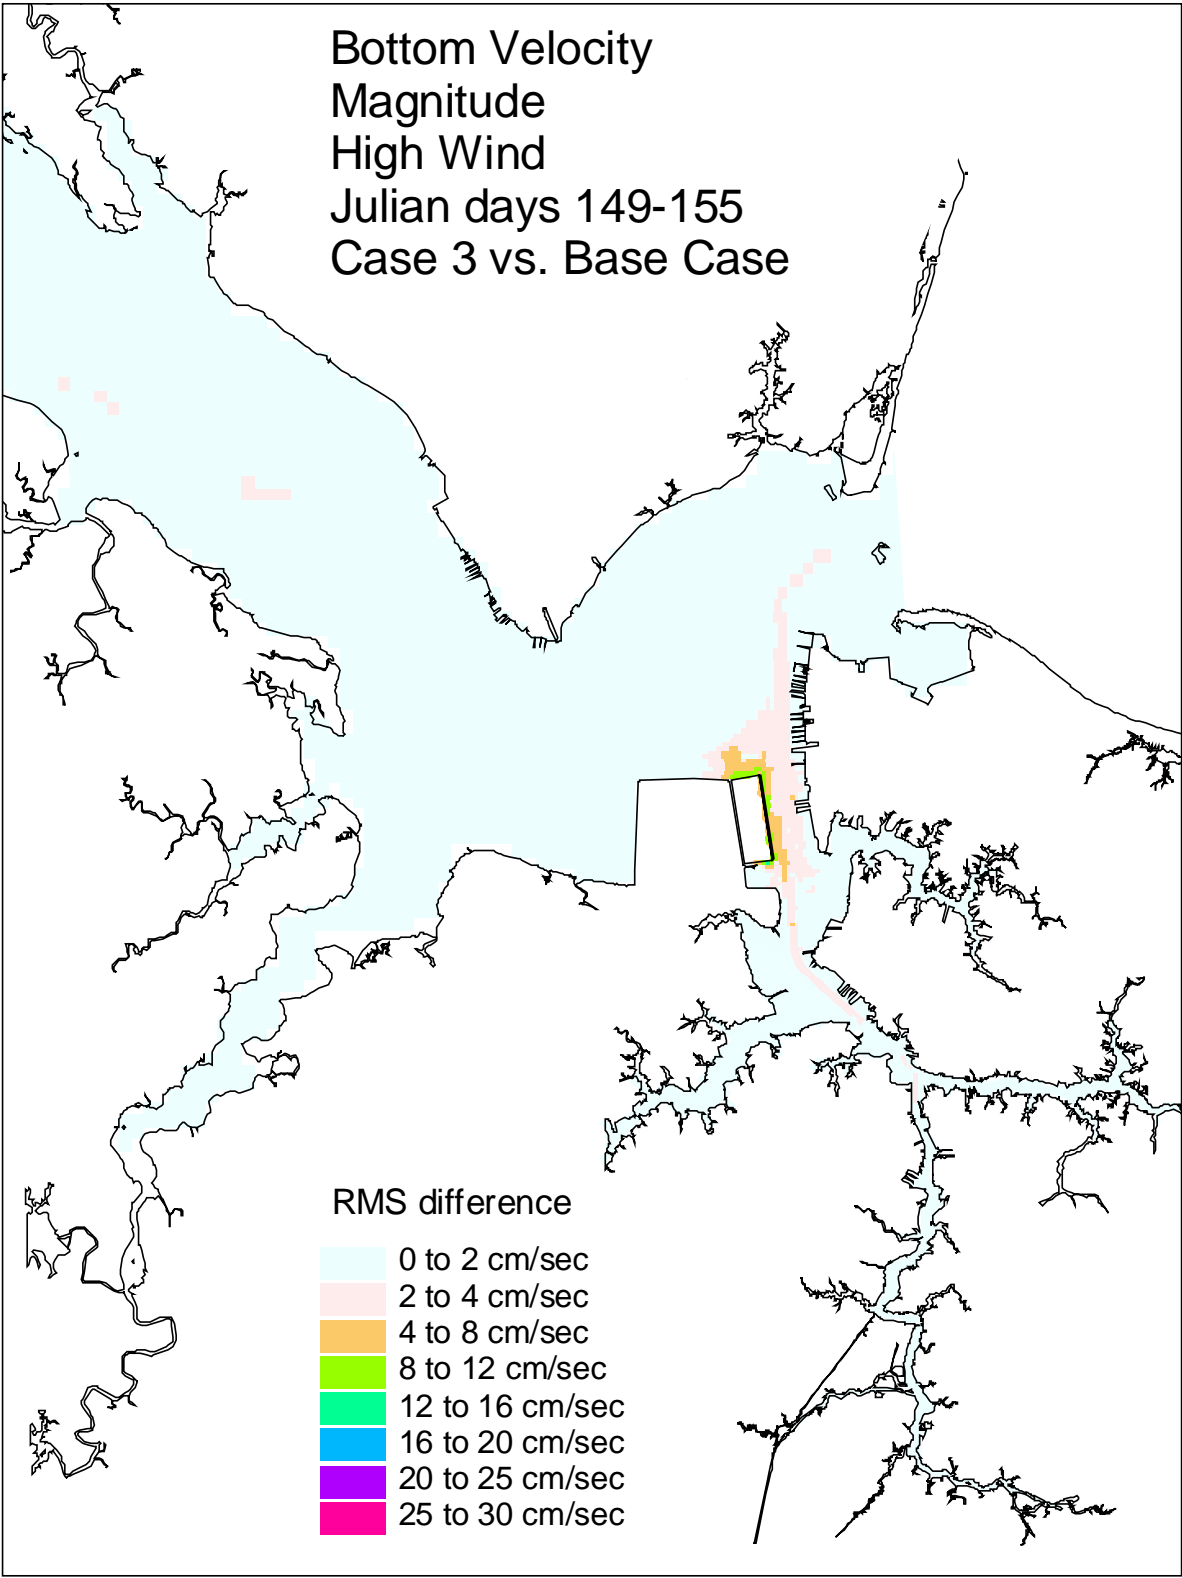 Bottom Velocity
Magnitude
High Wind
Julian days 149-155
Case 3 vs. Base Case
RMS difference
0 to 2 cm/sec
2 to 4 cm/sec
4 to 8 cm/sec
8 to 12 cm/sec
12 to 16 cm/sec
16 to 20 cm/sec
20 to 25 cm/sec
25 to 30 cm/sec